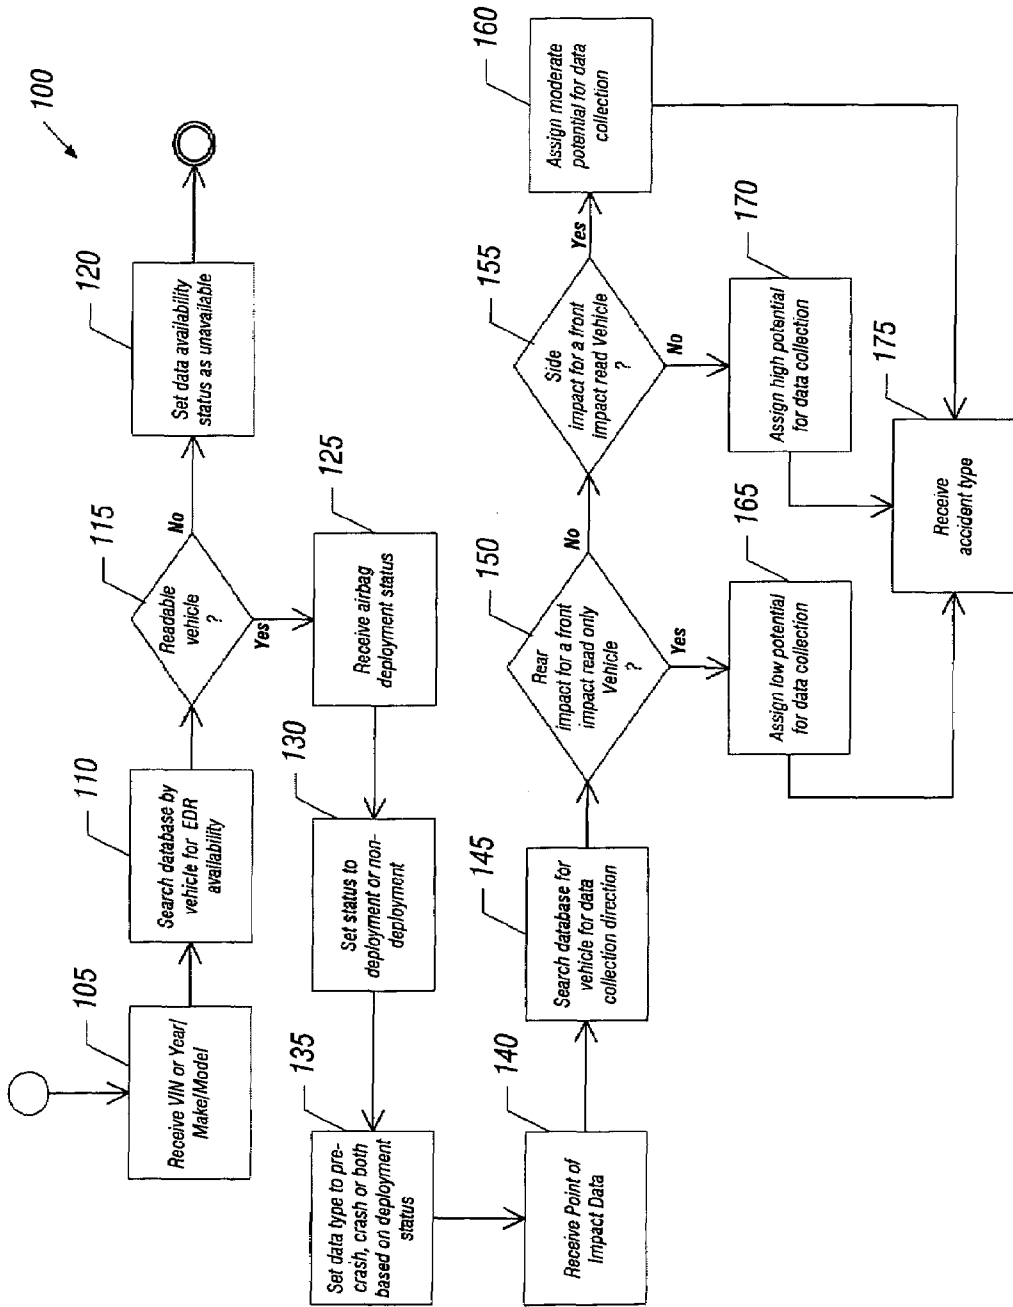 100
105
Receive VIN or Year/
Make/Model
110
Search database by
vehicle for EDR
availability
115
Readable
vehicle
?
No
Yes
120
Set data availability
status as unavailable
125
Receive airbag
deployment status
130
Set status to
deployment or non-
deployment
135
Set data type to pre-
crash, crash or both
based on deployment
status
140
Receive Point of
Impact Data
145
Search database for
vehicle for data
collection direction
150
Rear
impact for a front
impact read only
Vehicle
?
No
Yes
155
Side
impact for a front
impact read Vehicle
?
Yes
No
160
Assign moderate
potential for data
collection
165
Assign low potential
for data collection
170
Assign high potential
for data collection
175
Receive
accident type